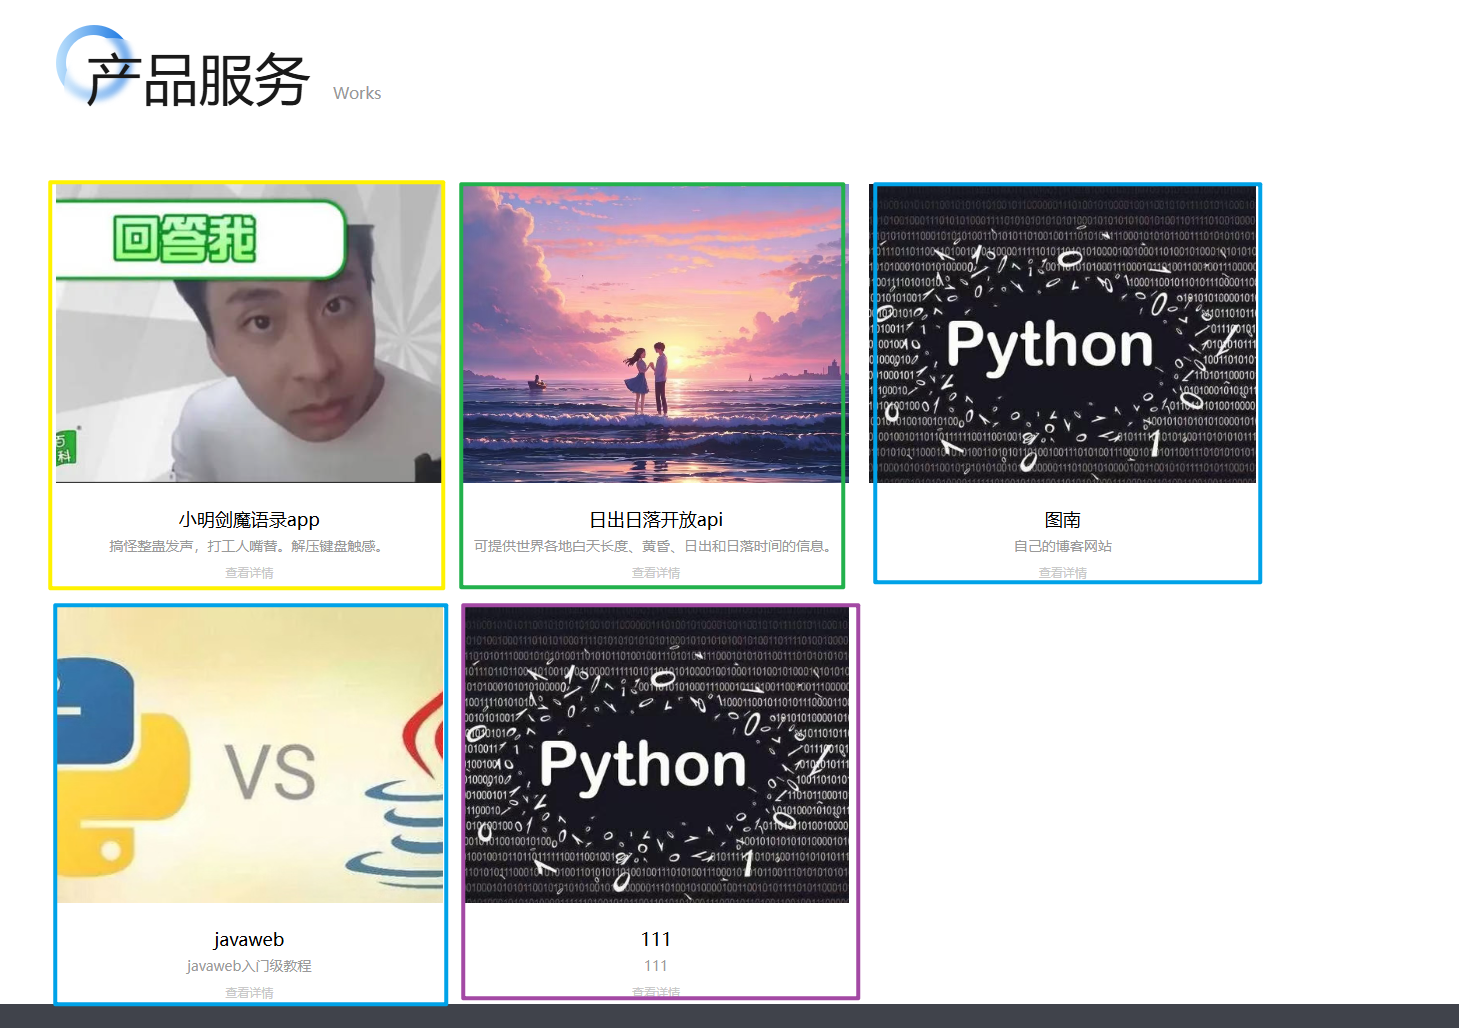 产品服务 Works
回答我
百
科
Python
小明剑魔语录app
搞怪整蛊发声，打工人嘴替。解压键盘触感。
查看详情
日出日落开放api
可提供世界各地白天长度、黄昏、日出和日落时间的信息。
查看详情
图南
自己的博客网站
查看详情
VS
Python
javaweb
javaweb入门级教程
查看详情
111
111
查看详情